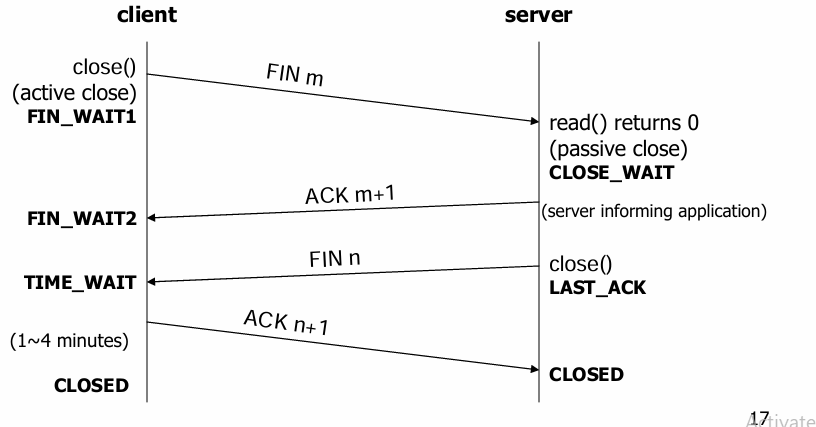 client
server
close()
(active close)
FIN_WAIT1
FIN m
read() returns 0
(passive close)
CLOSE_WAIT
ACK m+1
(server informing application)
FIN_WAIT2
FIN n
close()
TIME_WAIT
LAST_ACK
ACK n+1
(1~4 minutes)
CLOSED
CLOSED
17
Activate